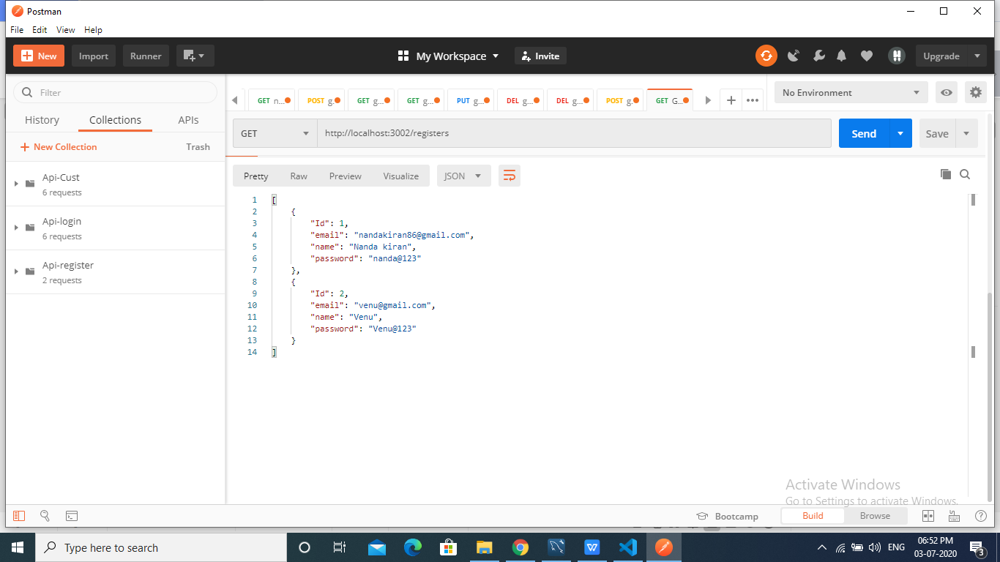 Postman
File Edit View Help
New Import Runner My Workspace Invite Upgrade
Filter
History Collections APIs
New Collection Trash
Api-Cust
6 requests
Api-login
6 requests
Api-register
2 requests
GET n... POST g. GET g... GET g... PUT g... DEL g... DEL g... POST g. GET G...
No Environment
GET http://localhost:3002/registers Send Save
Pretty Raw Preview Visualize JSON
1 [
2 {
3 "Id": 1,
4 "email": "nandakiran86@gmail.com",
5 "name": "Nanda kiran",
6 "password": "nanda@123"
7 },
8 {
9 "Id": 2,
10 "email": "venu@gmail.com",
11 "name": "Venu",
12 "password": "Venu@123"
13 }
14 ]
Activate Windows
Go to Settings to activate Windows.
Bootcamp Build Browse
Type here to search
ENG
06:52 PM
03-07-2020
3